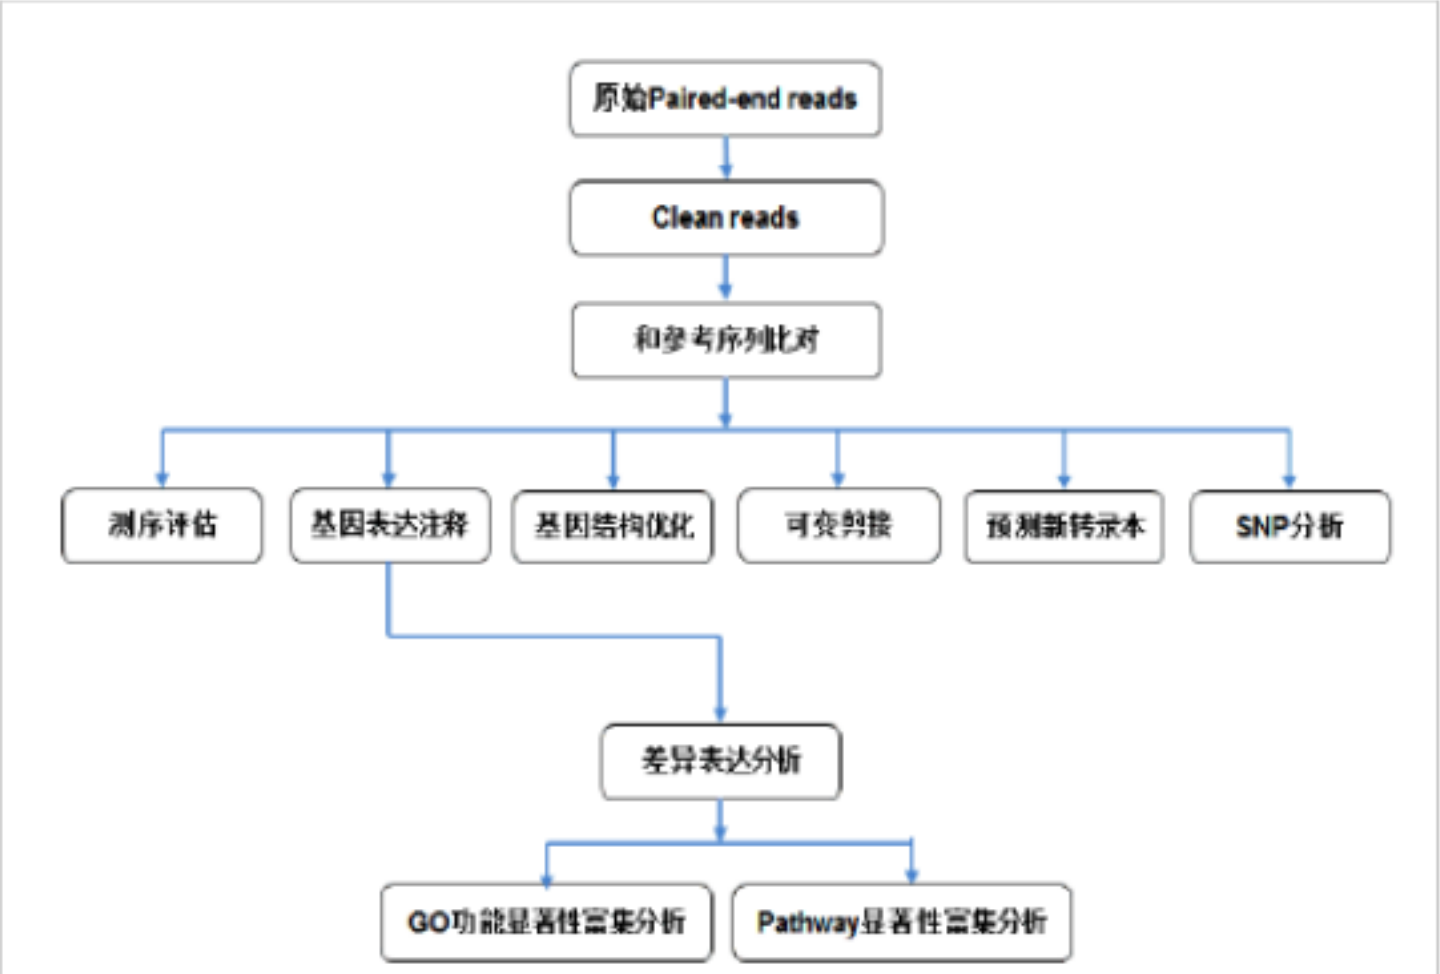 原始Paired-end reads
Clean reads
和参考序列比对
测序评估
基因表达注释
基因结构优化
可变剪接
预测新转录本
SNP分析
差异表达分析
GO功能显著性富集分析
Pathway显著性富集分析